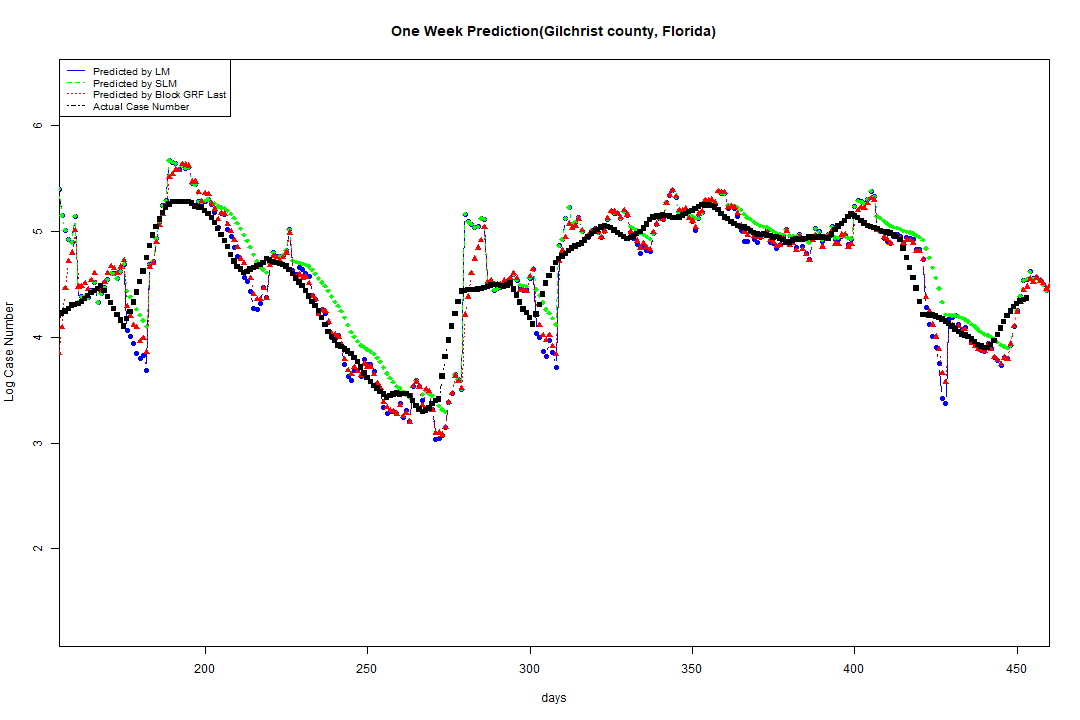 One Week Prediction(Gilchrist county, Florida)
Predicted by LM
Predicted by SLM
Predicted by Block GRF Last
Actual Case Number
6
5
4
3
2
Log Case Number
200
250
300
350
400
450
days